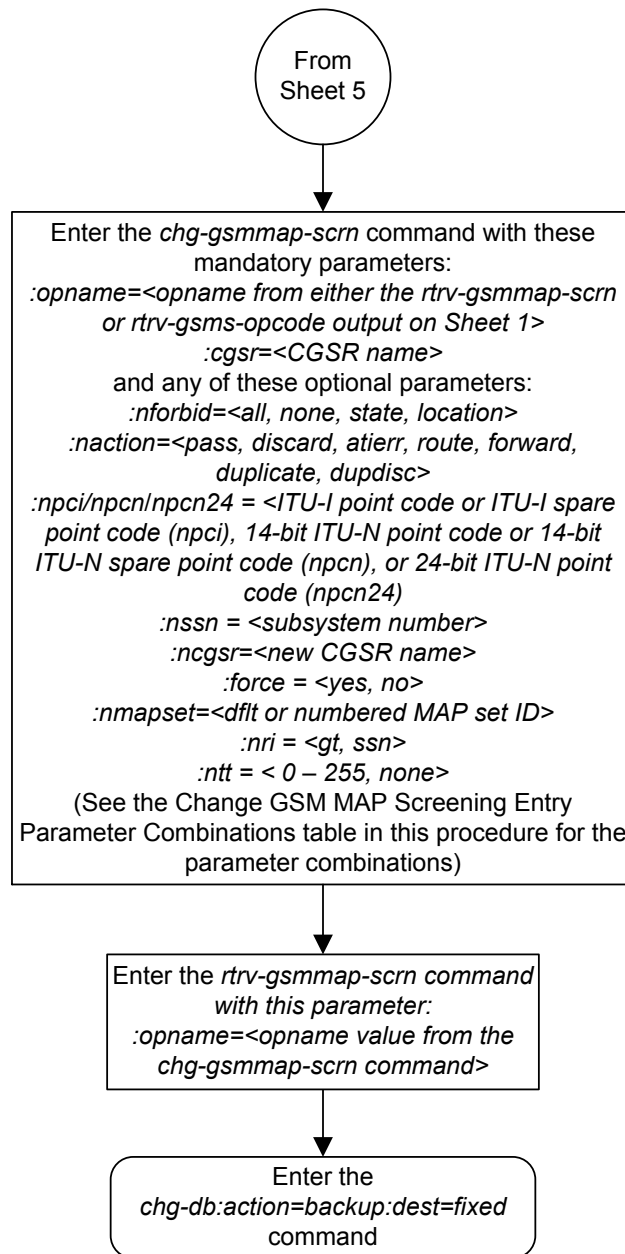 From
Sheet 5
Enter the chg-gsmmap-scrn command with these
mandatory parameters:
:opname=<opname from either the rtrv-gsmmap-scrn
or rtrv-gsms-opcode output on Sheet 1>
:cgsr=<CGSR name>
and any of these optional parameters:
:nforbid=<all, none, state, location>
:naction=<pass, discard, atierr, route, forward,
duplicate, dupdisc>
:npci/npcn/npcn24 = <ITU-I point code or ITU-I spare
point code (npci), 14-bit ITU-N point code or 14-bit
ITU-N spare point code (npcn), or 24-bit ITU-N point
code (npcn24)
:nssn = <subsystem number>
:ncgsr=<new CGSR name>
:force = <yes, no>
:nmapset=<dflt or numbered MAP set ID>
:nri = <gt, ssn>
:ntt = < 0 – 255, none>
(See the Change GSM MAP Screening Entry
Parameter Combinations table in this procedure for the
parameter combinations)
Enter the rtrv-gsmmap-scrn command
with this parameter:
:opname=<opname value from the
chg-gsmmap-scrn command>
Enter the
chg-db:action=backup:dest=fixed
command